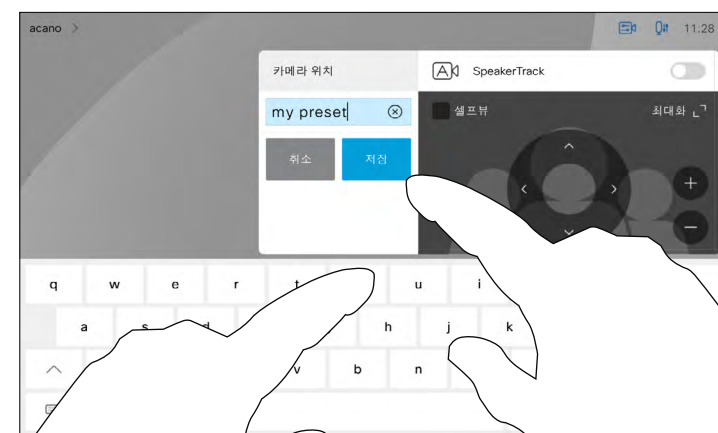 acano >
11:28
카메라 위치
SpeakerTrack
my preset
셀프뷰
최대화
취소
저장
q w e r t u i
a s d h j k
v b n